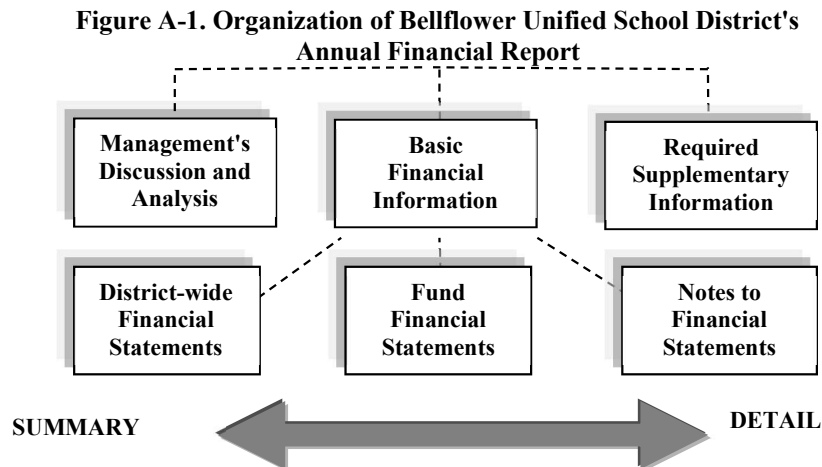 Figure A-1. Organization of Bellflower Unified School District's
Annual Financial Report
Management's
Discussion and
Analysis
Basic
Financial
Information
Required
Supplementary
Information
District-wide
Financial
Statements
Fund
Financial
Statements
Notes to
Financial
Statements
SUMMARY
DETAIL